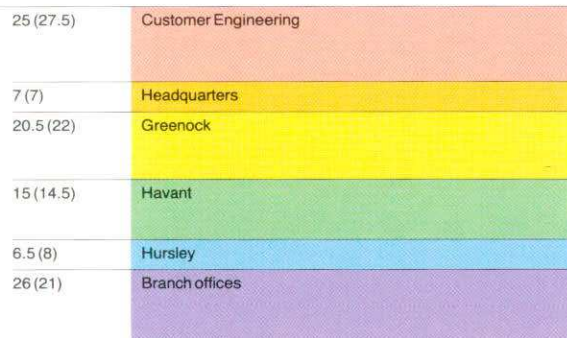 25 (27.5) Customer Engineering
7 (7) Headquarters
20.5 (22) Greenock
15 (14.5) Havant
6.5 (8) Hursley
26 (21) Branch offices